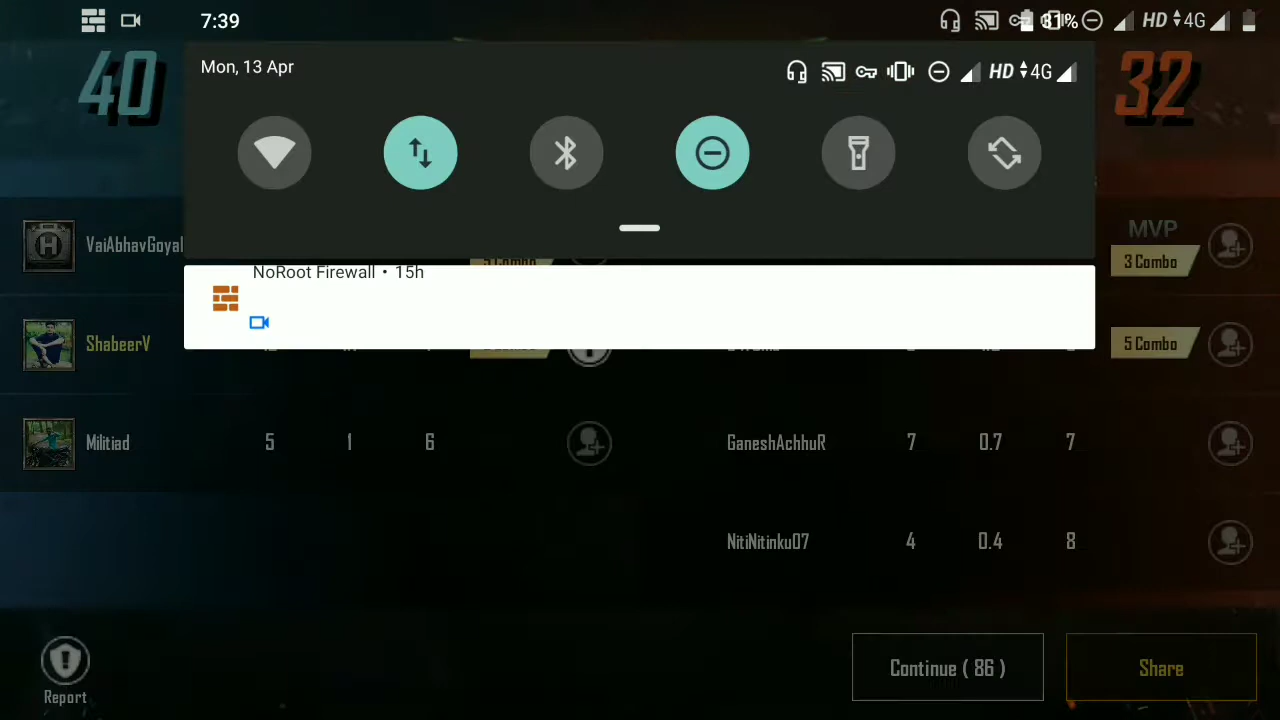 7:39
31%
HD 4G
Mon, 13 Apr
HD 4G
40
32
NoRoot Firewall • 15h
VaiAbhavGoyal
MVP
3 Combo
ShabeerV
5 Combo
Militiad 5 1 6
GaneshAchhuR 7 0.7 7
NitiNitinku07 4 0.4 8
Report
Continue ( 86 )
Share